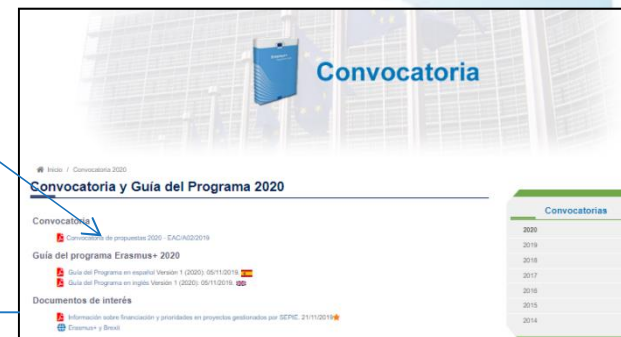 Convocatoria
Inicio / Convocatoria 2020
Convocatoria y Guía del Programa 2020
Convocatoria
Convocatoria de propuestas 2020 - EAC/A02/2019
Guía del programa Erasmus+ 2020
Guía del Programa en español Versión 1 (2020): 05/11/2019.
Guía del Programa en inglés Versión 1 (2020): 05/11/2019.
Documentos de interés
Información sobre financiación y prioridades en proyectos gestionados por SEPIE. 21/11/2019
Erasmus+ y Brexit
Convocatorias
2020
2019
2018
2017
2016
2015
2014